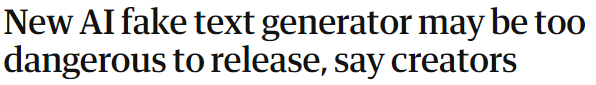 New AI fake text generator may be too
dangerous to release, say creators